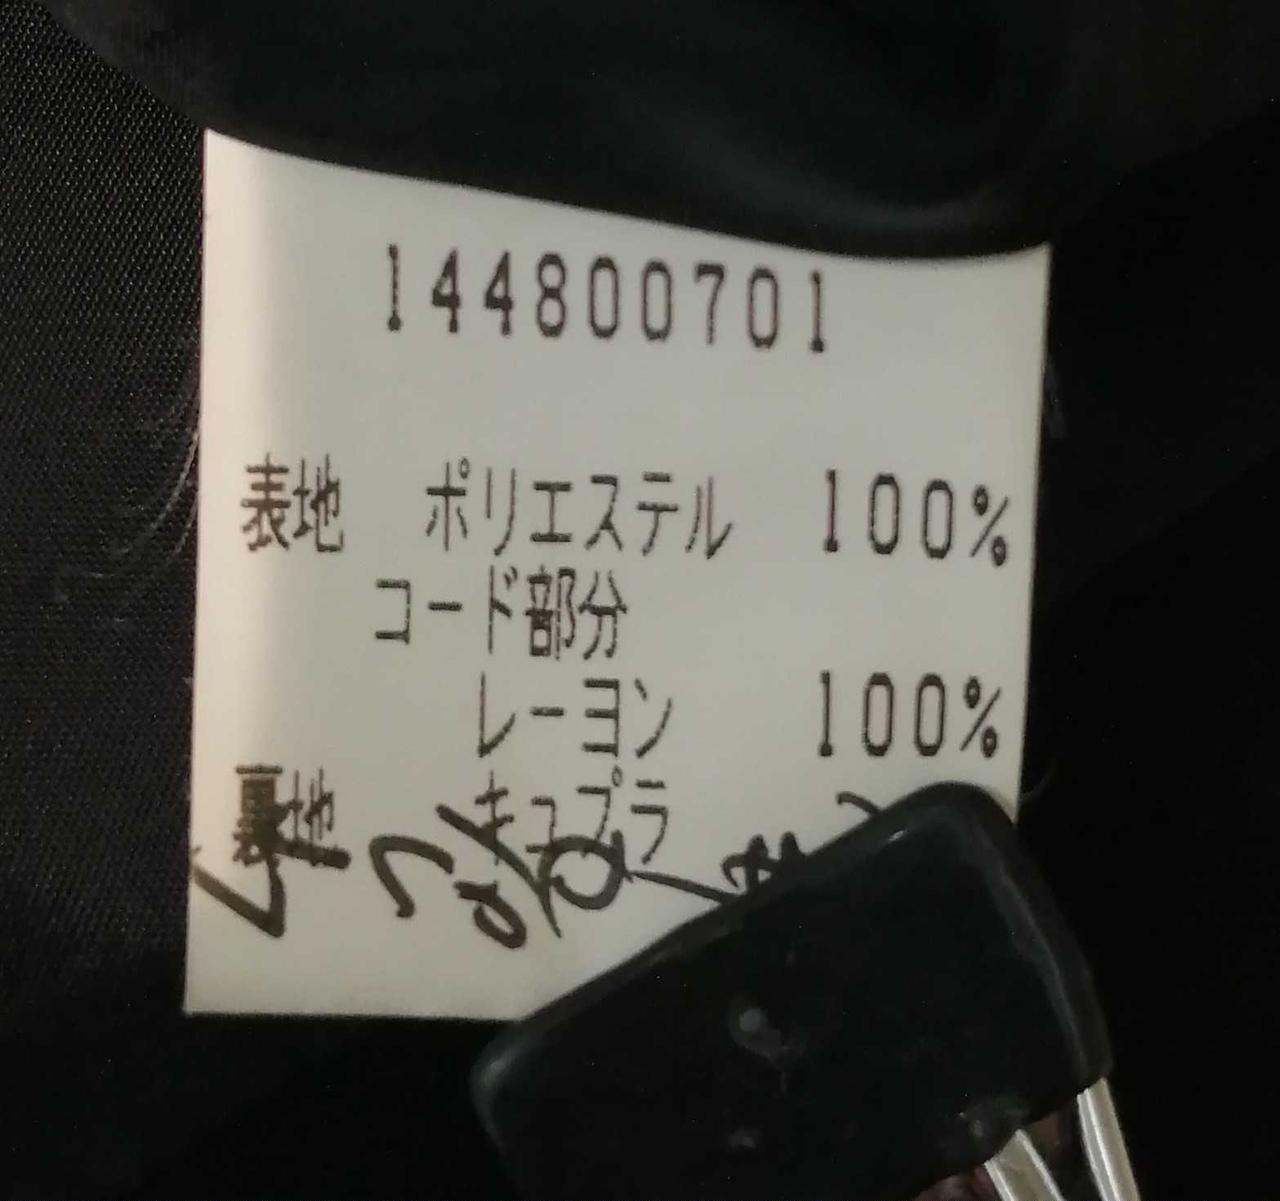 144800701
表地 ポリエステル 100%
コード部分
レーヨン 100%
裏地 キュプラ